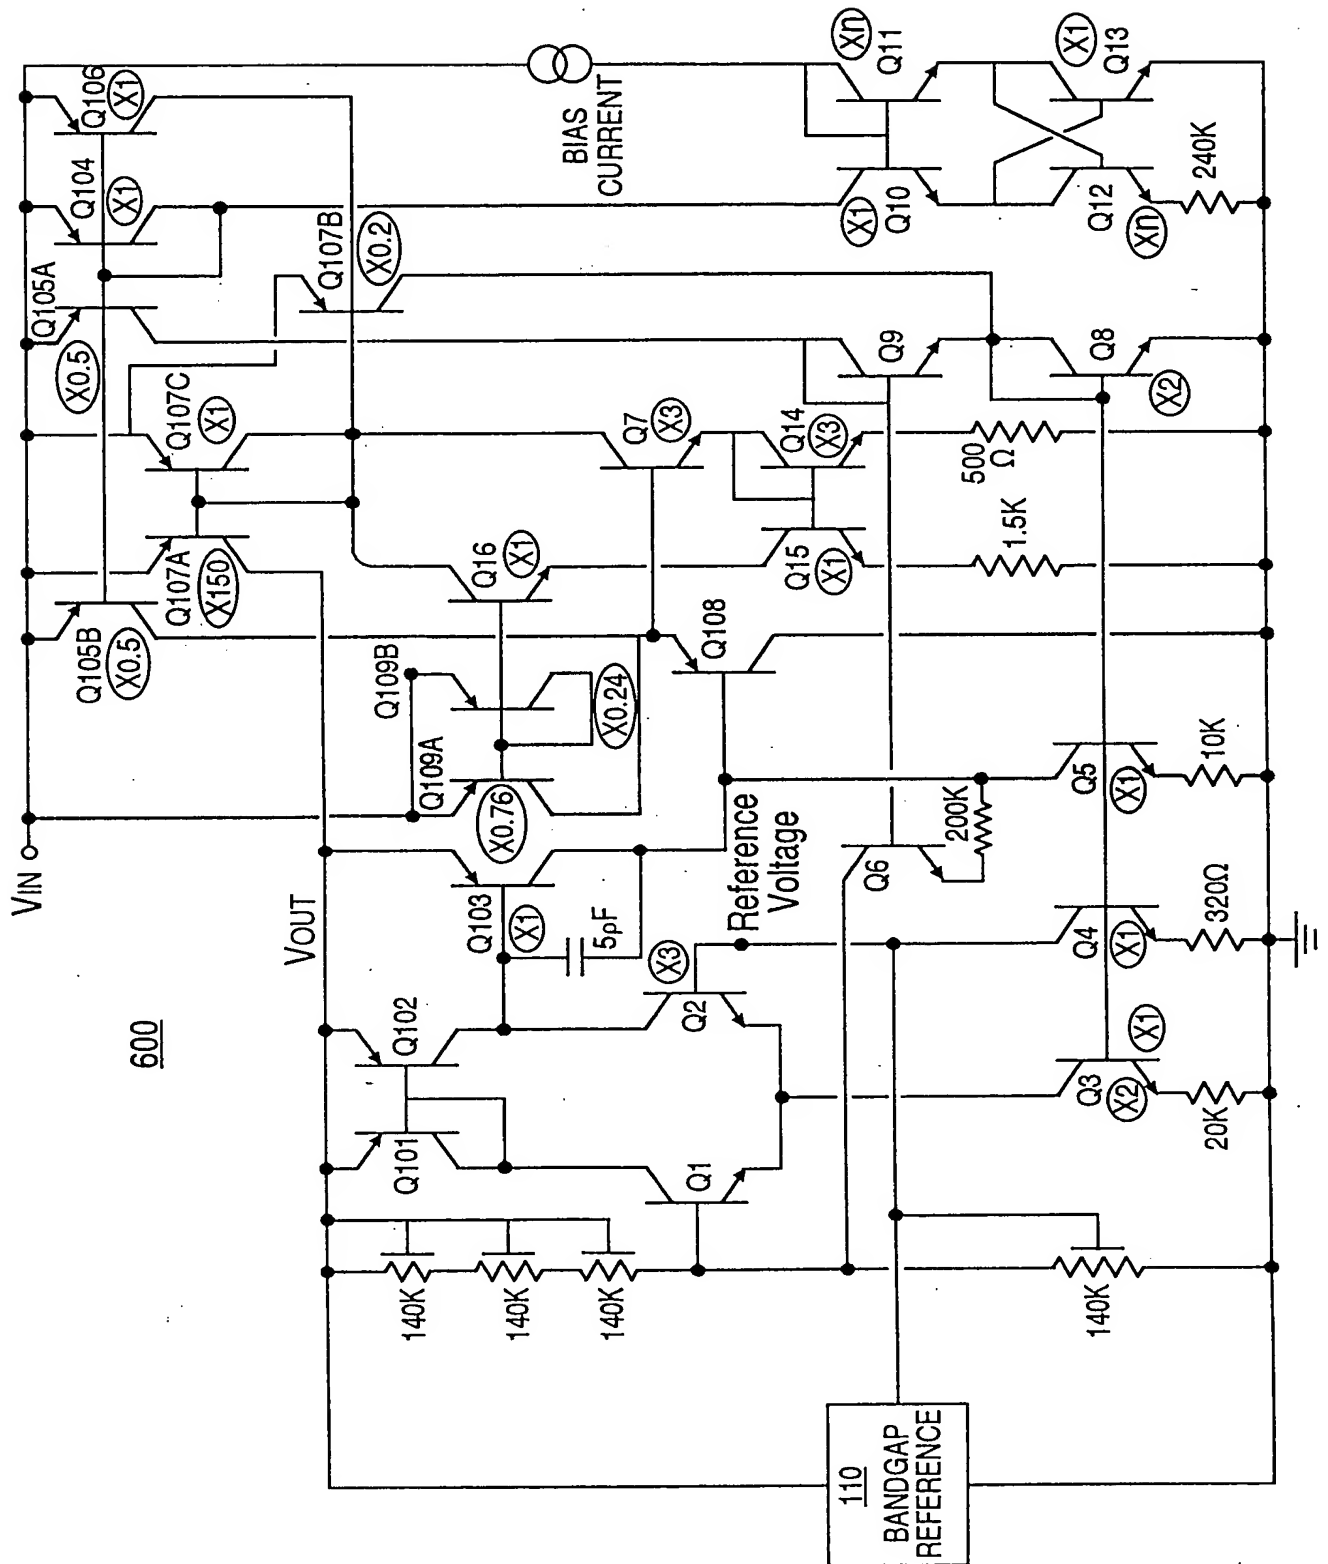 600
VIN
VOUT
Q105B
X0.5
Q107A
X150
Q107C
X1
Q105A
X0.5
Q104
X1
Q106
X1
Q107B
X0.2
BIAS
CURRENT
Q101
Q102
Q103
X1
5pF
Q109A
X0.76
Q109B
X0.24
Q16
X1
Q108
Q7
X3
Q15
X1
Q14
X3
1.5K
500
Ω
Q9
Q8
X2
Q10
X1
Q11
Xn
Q12
Xn
Q13
X1
240K
140K
140K
140K
Q1
Q2
X3
Reference
Voltage
Q6
200K
Q3
X2
X1
20K
Q4
X1
320Ω
Q5
X1
10K
140K
110
BANDGAP
REFERENCE